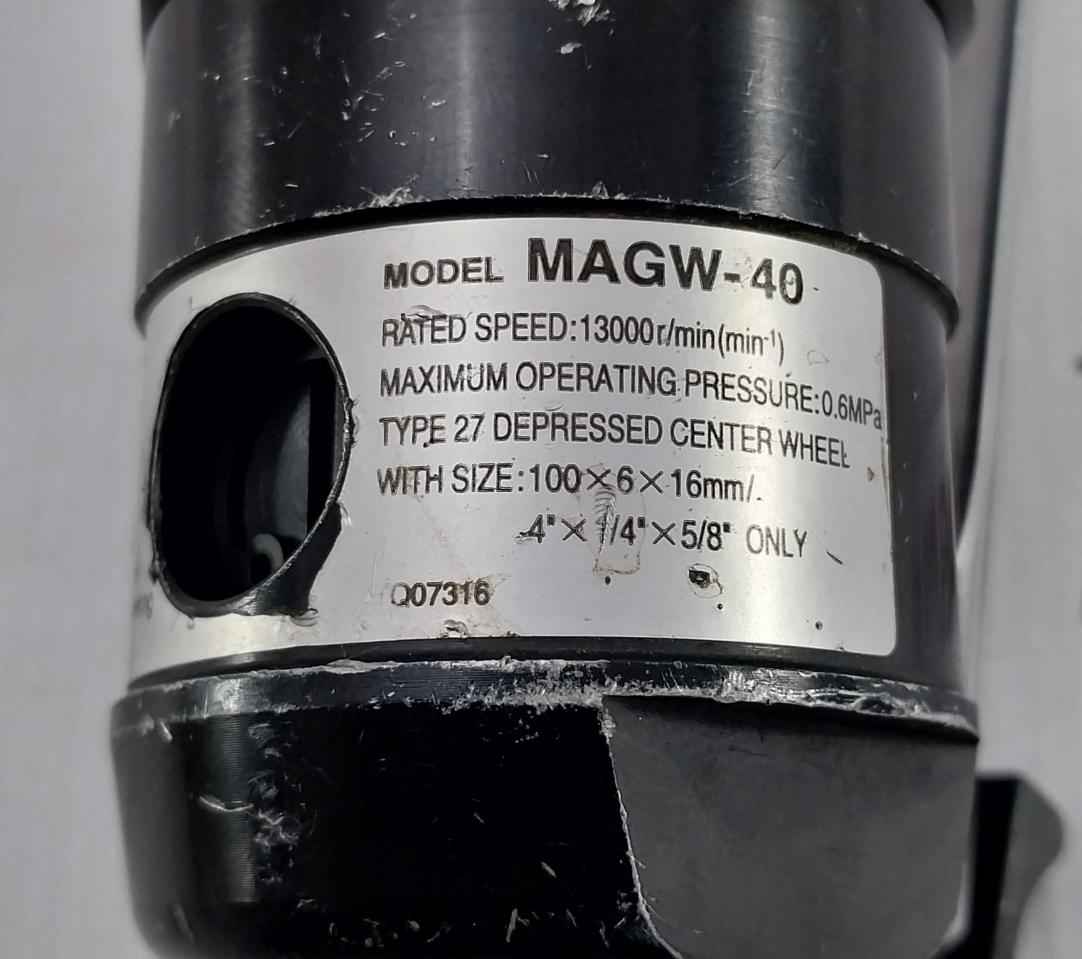 MODEL MAGW-40
RATED SPEED:13000r/min(min⁻¹)
MAXIMUM OPERATING PRESSURE:0.6MPa
TYPE 27 DEPRESSED CENTER WHEEL
WITH SIZE:100×6×16mm/
4"×1/4"×5/8" ONLY
Q07316